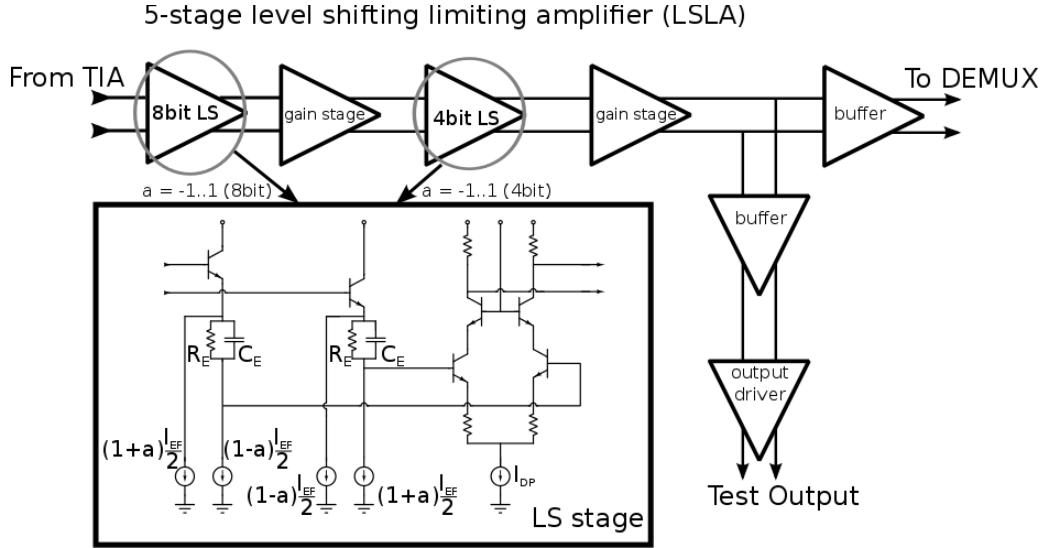 5-stage level shifting limiting amplifier (LSLA)
From TIA
To DEMUX
8bit LS
gain stage
4bit LS
gain stage
buffer
a = -1..1 (8bit)
a = -1..1 (4bit)
buffer
R_E C_E
R_E C_E
output
driver
(1+a) I_EF/2
(1-a) I_EF/2
(1-a) I_EF/2
(1+a) I_EF/2
I_DP
LS stage
Test Output